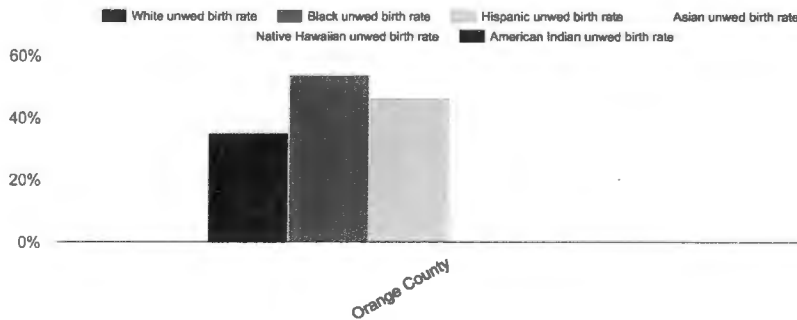 White unwed birth rate Black unwed birth rate Hispanic unwed birth rate Asian unwed birth rate
Native Hawaiian unwed birth rate American Indian unwed birth rate
60%
40%
20%
0%
Orange County